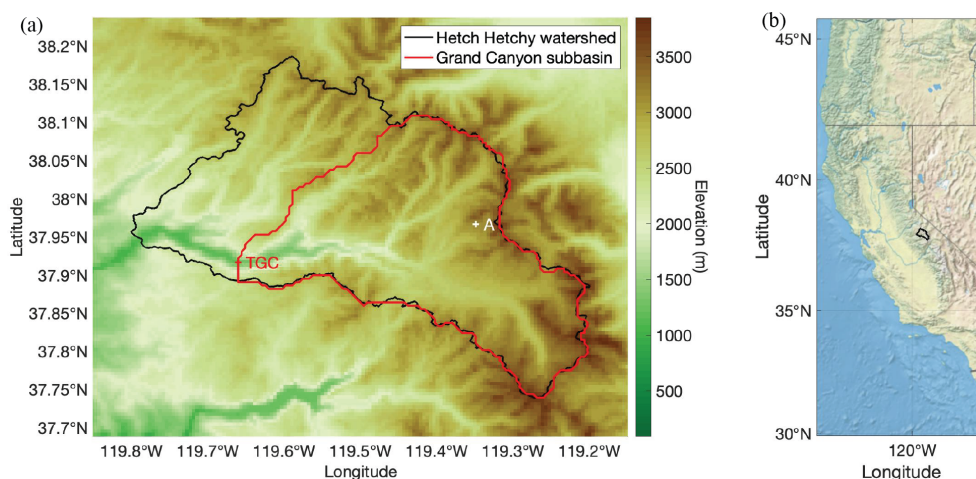 (a)
Hetch Hetchy watershed
Grand Canyon subbasin
38.2°N
38.15°N
38.1°N
38.05°N
38°N
37.95°N
37.9°N
37.85°N
37.8°N
37.75°N
37.7°N
Latitude
A
TGC
119.8°W 119.7°W 119.6°W 119.5°W 119.4°W 119.3°W 119.2°W
Longitude
3500
3000
2500
2000
1500
1000
500
Elevation (m)
(b)
45°N
40°N
35°N
30°N
Latitude
120°W
Longitude